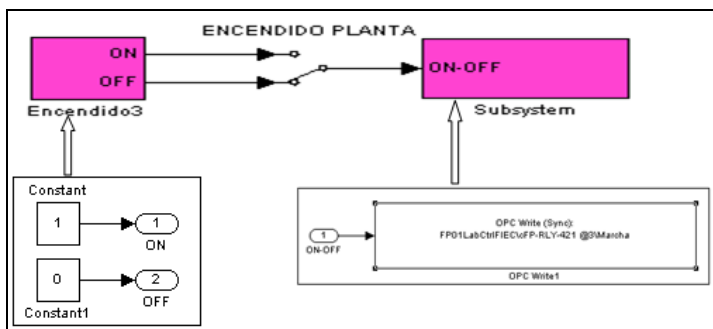 ENCENDIDO PLANTA
ON
OFF
Encendido3
ON-OFF
Subsystem
Constant
1
1
ON
0
2
OFF
Constant1
1
ON-OFF
OPC Write (Sync):
FP01LabCtrlFIEC\cFP-RLY-421 @3\Marcha
OPC Write1